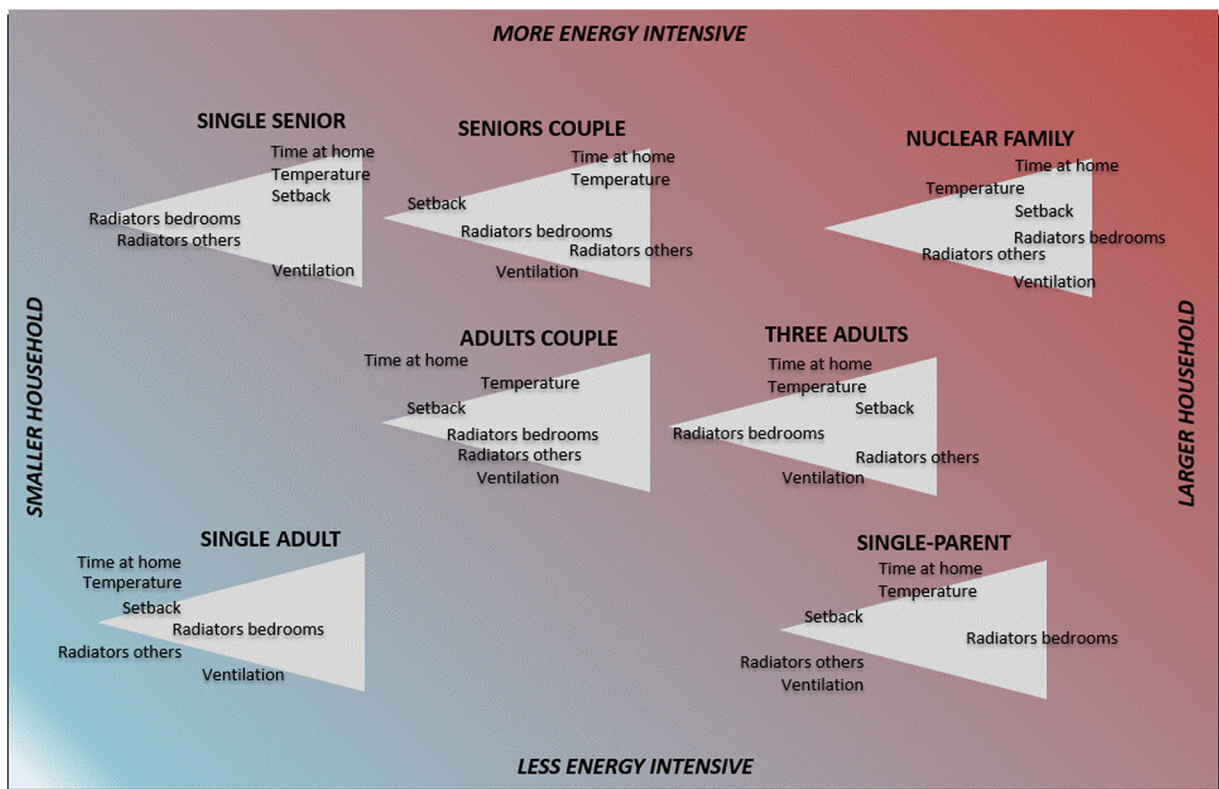 MORE ENERGY INTENSIVE
SINGLE SENIOR
Time at home
Temperature
Setback
Radiators bedrooms
Radiators others
Ventilation
SENIORS COUPLE
Time at home
Temperature
Setback
Radiators bedrooms
Radiators others
Ventilation
NUCLEAR FAMILY
Time at home
Temperature
Setback
Radiators bedrooms
Radiators others
Ventilation
SMALLER HOUSEHOLD
ADULTS COUPLE
Time at home
Temperature
Setback
Radiators bedrooms
Radiators others
Ventilation
THREE ADULTS
Time at home
Temperature
Setback
Radiators bedrooms
Radiators others
Ventilation
LARGER HOUSEHOLD
SINGLE ADULT
Time at home
Temperature
Setback
Radiators bedrooms
Radiators others
Ventilation
SINGLE-PARENT
Time at home
Temperature
Setback
Radiators bedrooms
Radiators others
Ventilation
LESS ENERGY INTENSIVE